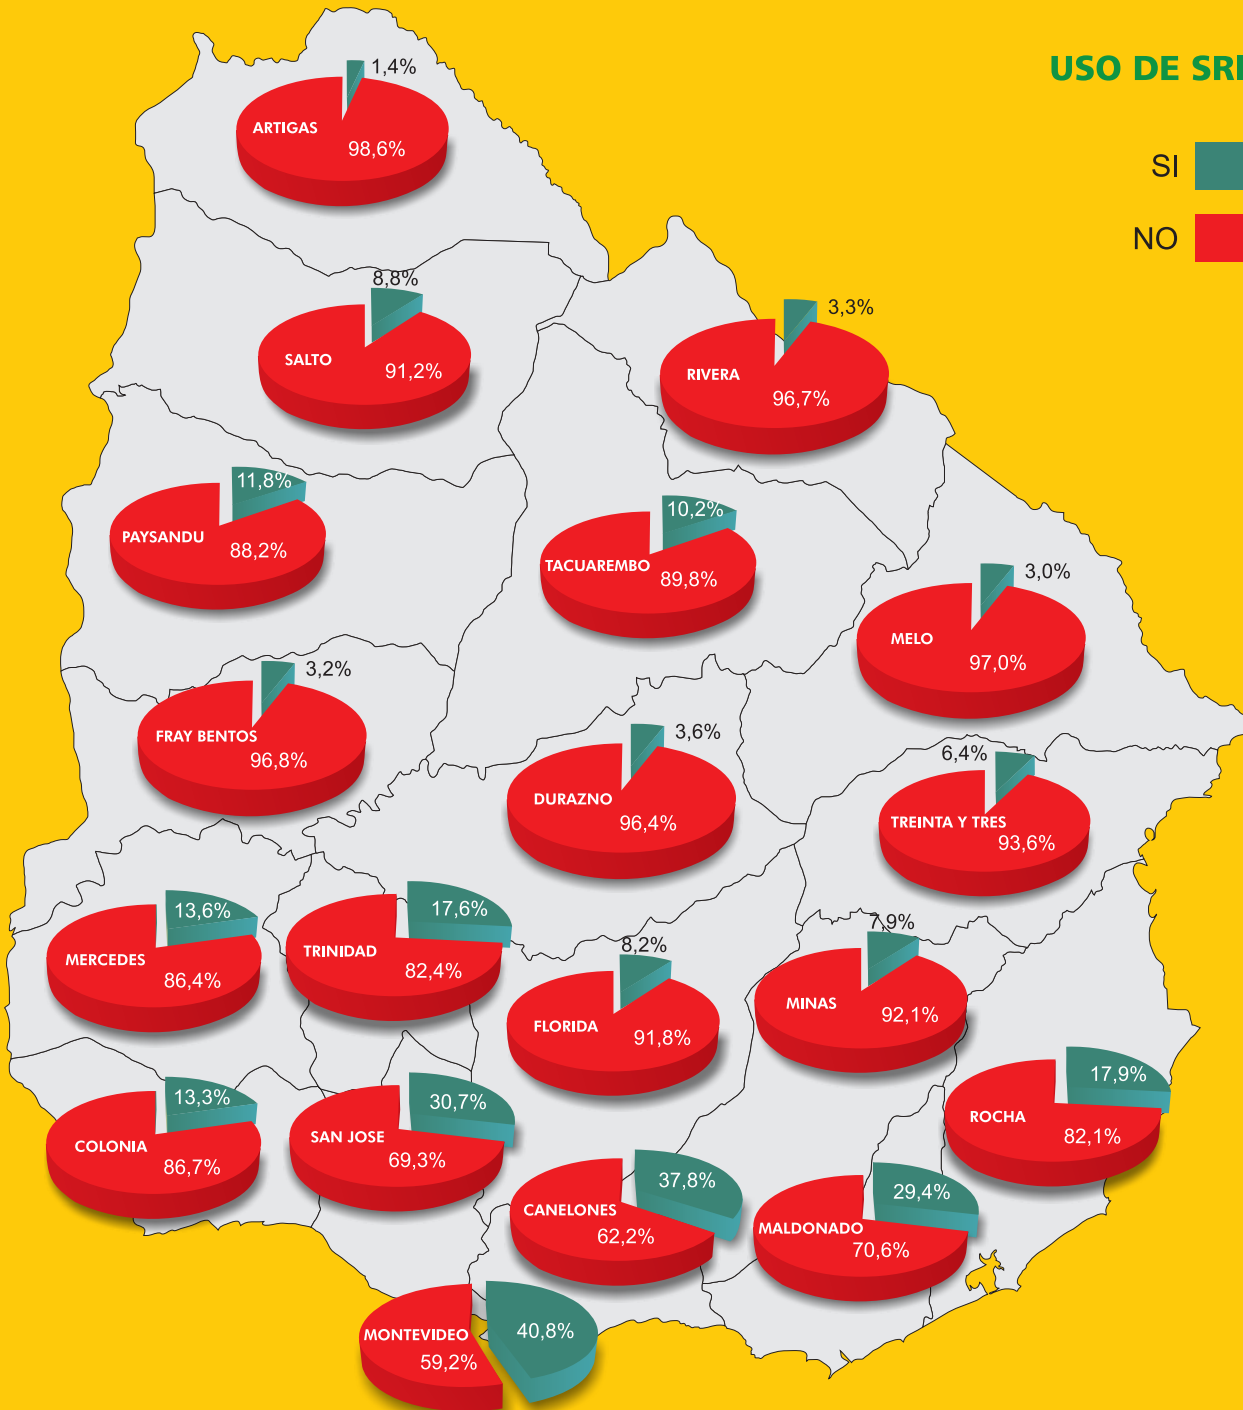 USO DE SRI
SI
NO
1,4%
ARTIGAS
98,6%
8,8%
SALTO
91,2%
3,3%
RIVERA
96,7%
11,8%
PAYSANDU
88,2%
10,2%
TACUAREMBO
89,8%
3,0%
MELO
97,0%
3,2%
FRAY BENTOS
96,8%
3,6%
DURAZNO
96,4%
6,4%
TREINTA Y TRES
93,6%
13,6%
MERCEDES
86,4%
17,6%
TRINIDAD
82,4%
8,2%
FLORIDA
91,8%
7,9%
MINAS
92,1%
17,9%
ROCHA
82,1%
13,3%
COLONIA
86,7%
30,7%
SAN JOSE
69,3%
37,8%
CANELONES
62,2%
29,4%
MALDONADO
70,6%
40,8%
MONTEVIDEO
59,2%